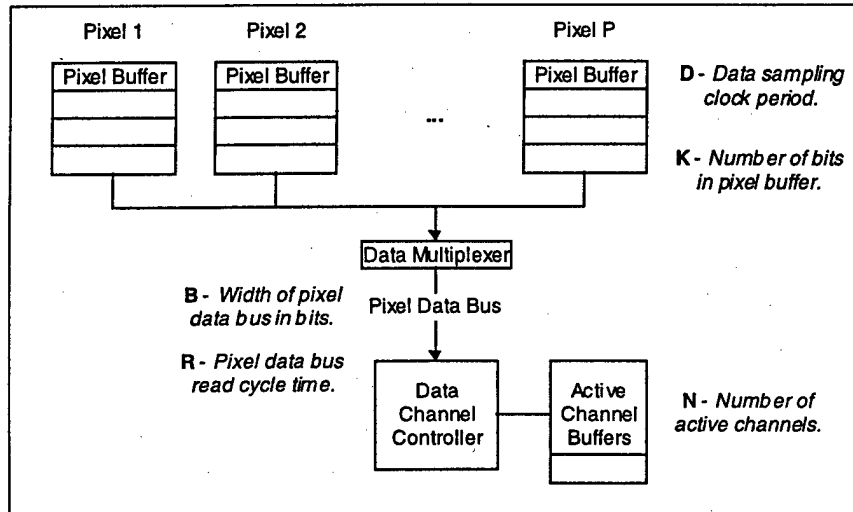 Pixel 1 Pixel 2 Pixel P
Pixel Buffer Pixel Buffer Pixel Buffer
D - Data sampling
clock period.
...
K - Number of bits
in pixel buffer.
Data Multiplexer
B - Width of pixel
data bus in bits.
Pixel Data Bus
R - Pixel data bus
read cycle time.
Data
Channel
Controller
Active
Channel
Buffers
N - Number of
active channels.